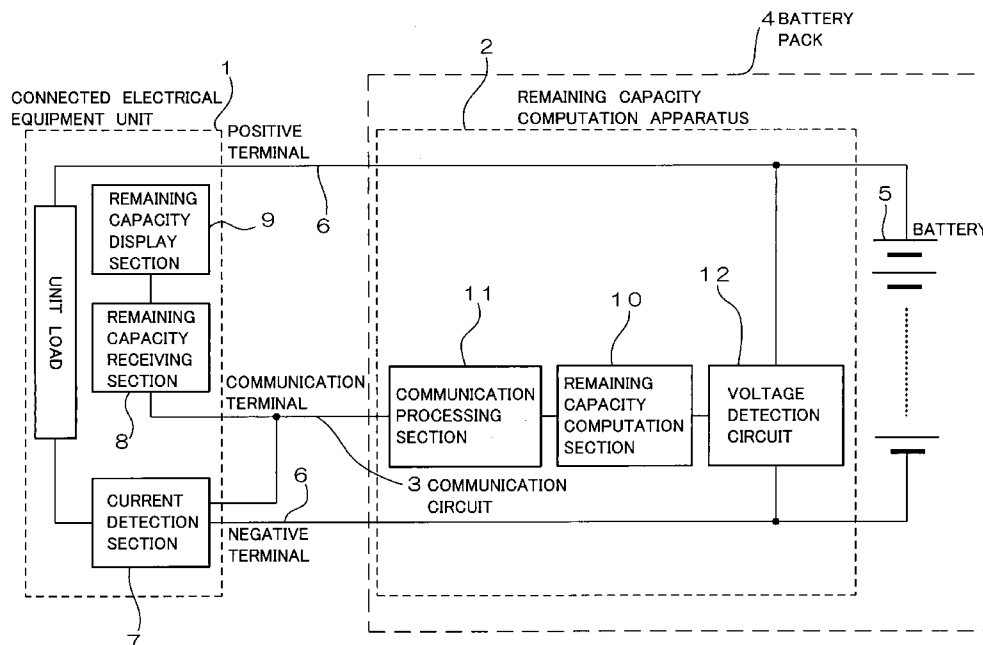 4 BATTERY
PACK
1
2
CONNECTED ELECTRICAL
EQUIPMENT UNIT
REMAINING CAPACITY
COMPUTATION APPARATUS
POSITIVE
TERMINAL
6
REMAINING
CAPACITY
DISPLAY
SECTION
9
5
BATTERY
UNIT LOAD
REMAINING
CAPACITY
RECEIVING
SECTION
8
11
10
12
COMMUNICATION
TERMINAL
COMMUNICATION
PROCESSING
SECTION
REMAINING
CAPACITY
COMPUTATION
SECTION
VOLTAGE
DETECTION
CIRCUIT
3 COMMUNICATION
CIRCUIT
6
CURRENT
DETECTION
SECTION
NEGATIVE
TERMINAL
7